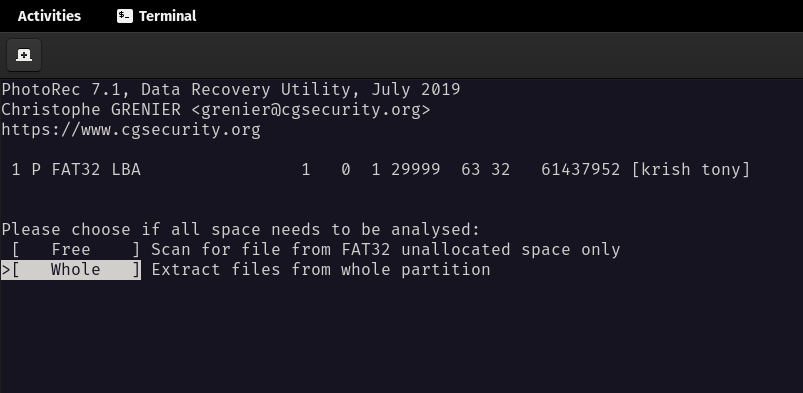 Activities Terminal
PhotoRec 7.1, Data Recovery Utility, July 2019
Christophe GRENIER <grenier@cgsecurity.org>
https://www.cgsecurity.org
1 P FAT32 LBA 1 0 1 29999 63 32 61437952 [krish tony]
Please choose if all space needs to be analysed:
[ Free ] Scan for file from FAT32 unallocated space only
>[ Whole ] Extract files from whole partition